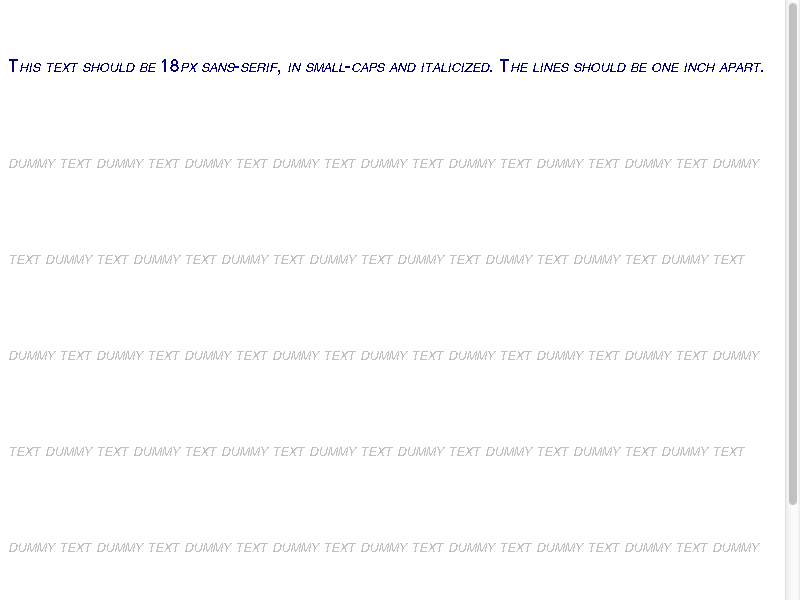 This text should be 18px sans-serif, in small-caps and italicized. The lines should be one inch apart.
dummy text dummy text dummy text dummy text dummy text dummy text dummy text dummy text dummy
text dummy text dummy text dummy text dummy text dummy text dummy text dummy text dummy text
dummy text dummy text dummy text dummy text dummy text dummy text dummy text dummy text dummy
text dummy text dummy text dummy text dummy text dummy text dummy text dummy text dummy text
dummy text dummy text dummy text dummy text dummy text dummy text dummy text dummy text dummy